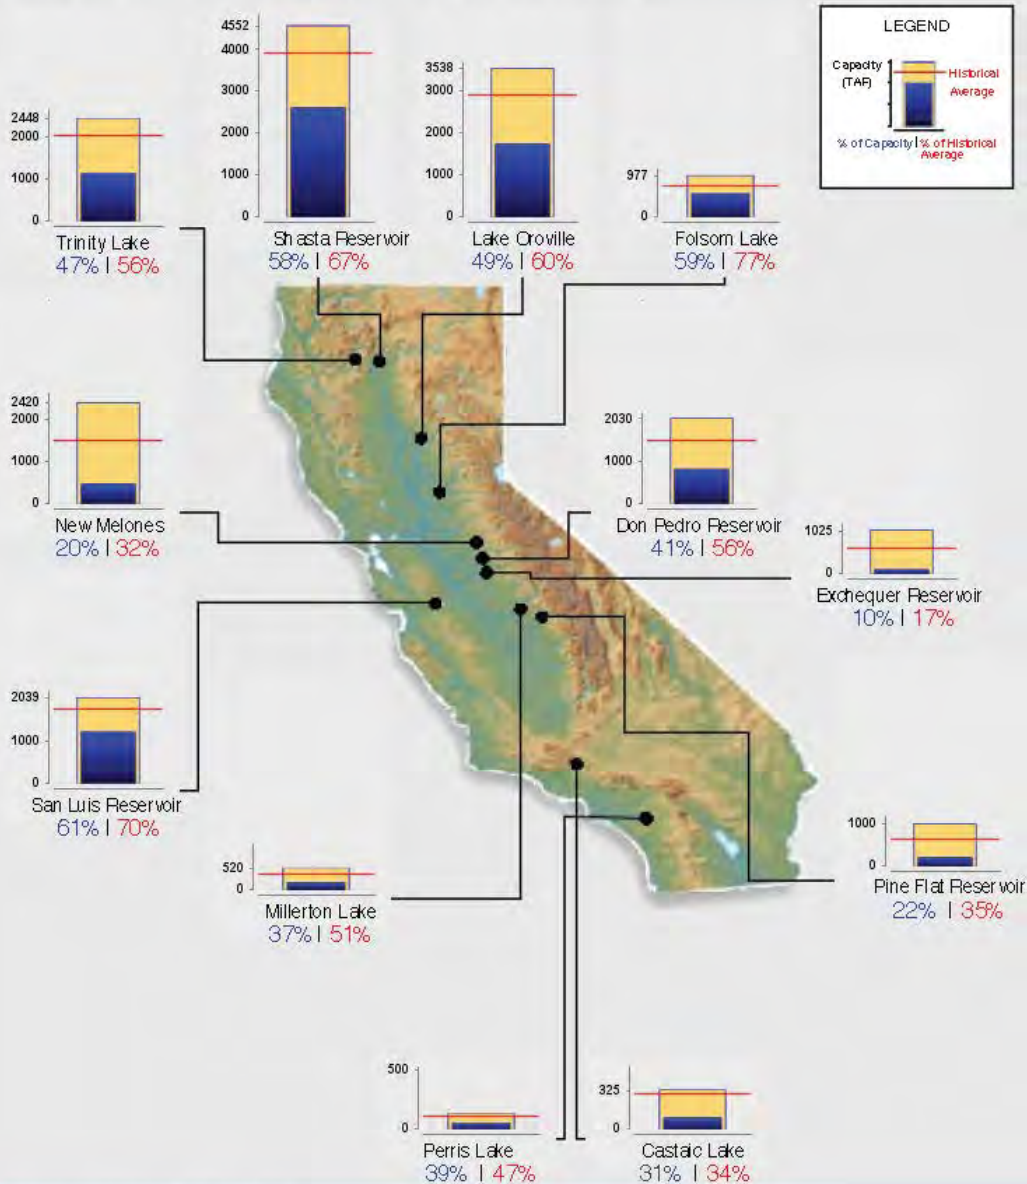 LEGEND
Capacity
(TAF)
Historical
Average
% of Capacity | % of Historical
Average
4552
4000
3000
2000
1000
0
Shasta Reservoir
58% | 67%
3538
3000
2000
1000
0
Lake Oroville
49% | 60%
2448
2000
1000
0
Trinity Lake
47% | 56%
977
0
Folsom Lake
59% | 77%
2420
2000
1000
0
New Melones
20% | 32%
2030
1000
0
Don Pedro Reservoir
41% | 56%
1025
0
Exchequer Reservoir
10% | 17%
2039
1000
0
San Luis Reservoir
61% | 70%
520
0
Millerton Lake
37% | 51%
1000
0
Pine Flat Reservoir
22% | 35%
500
0
Perris Lake
39% | 47%
325
0
Castaic Lake
31% | 34%